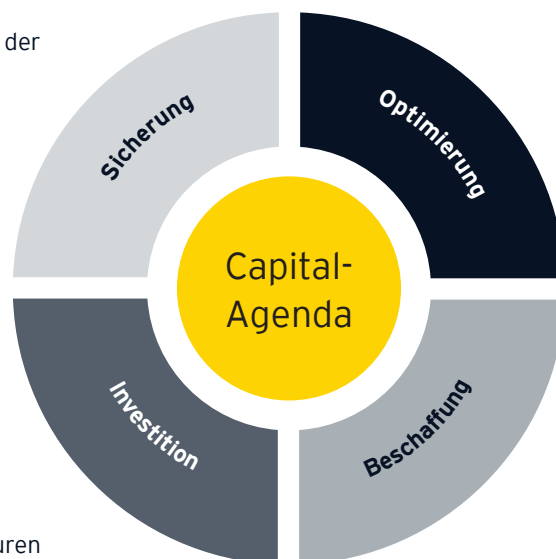 der
Sicherung
Optimierung
Capital-
Agenda
Investition
Beschaffung
uren